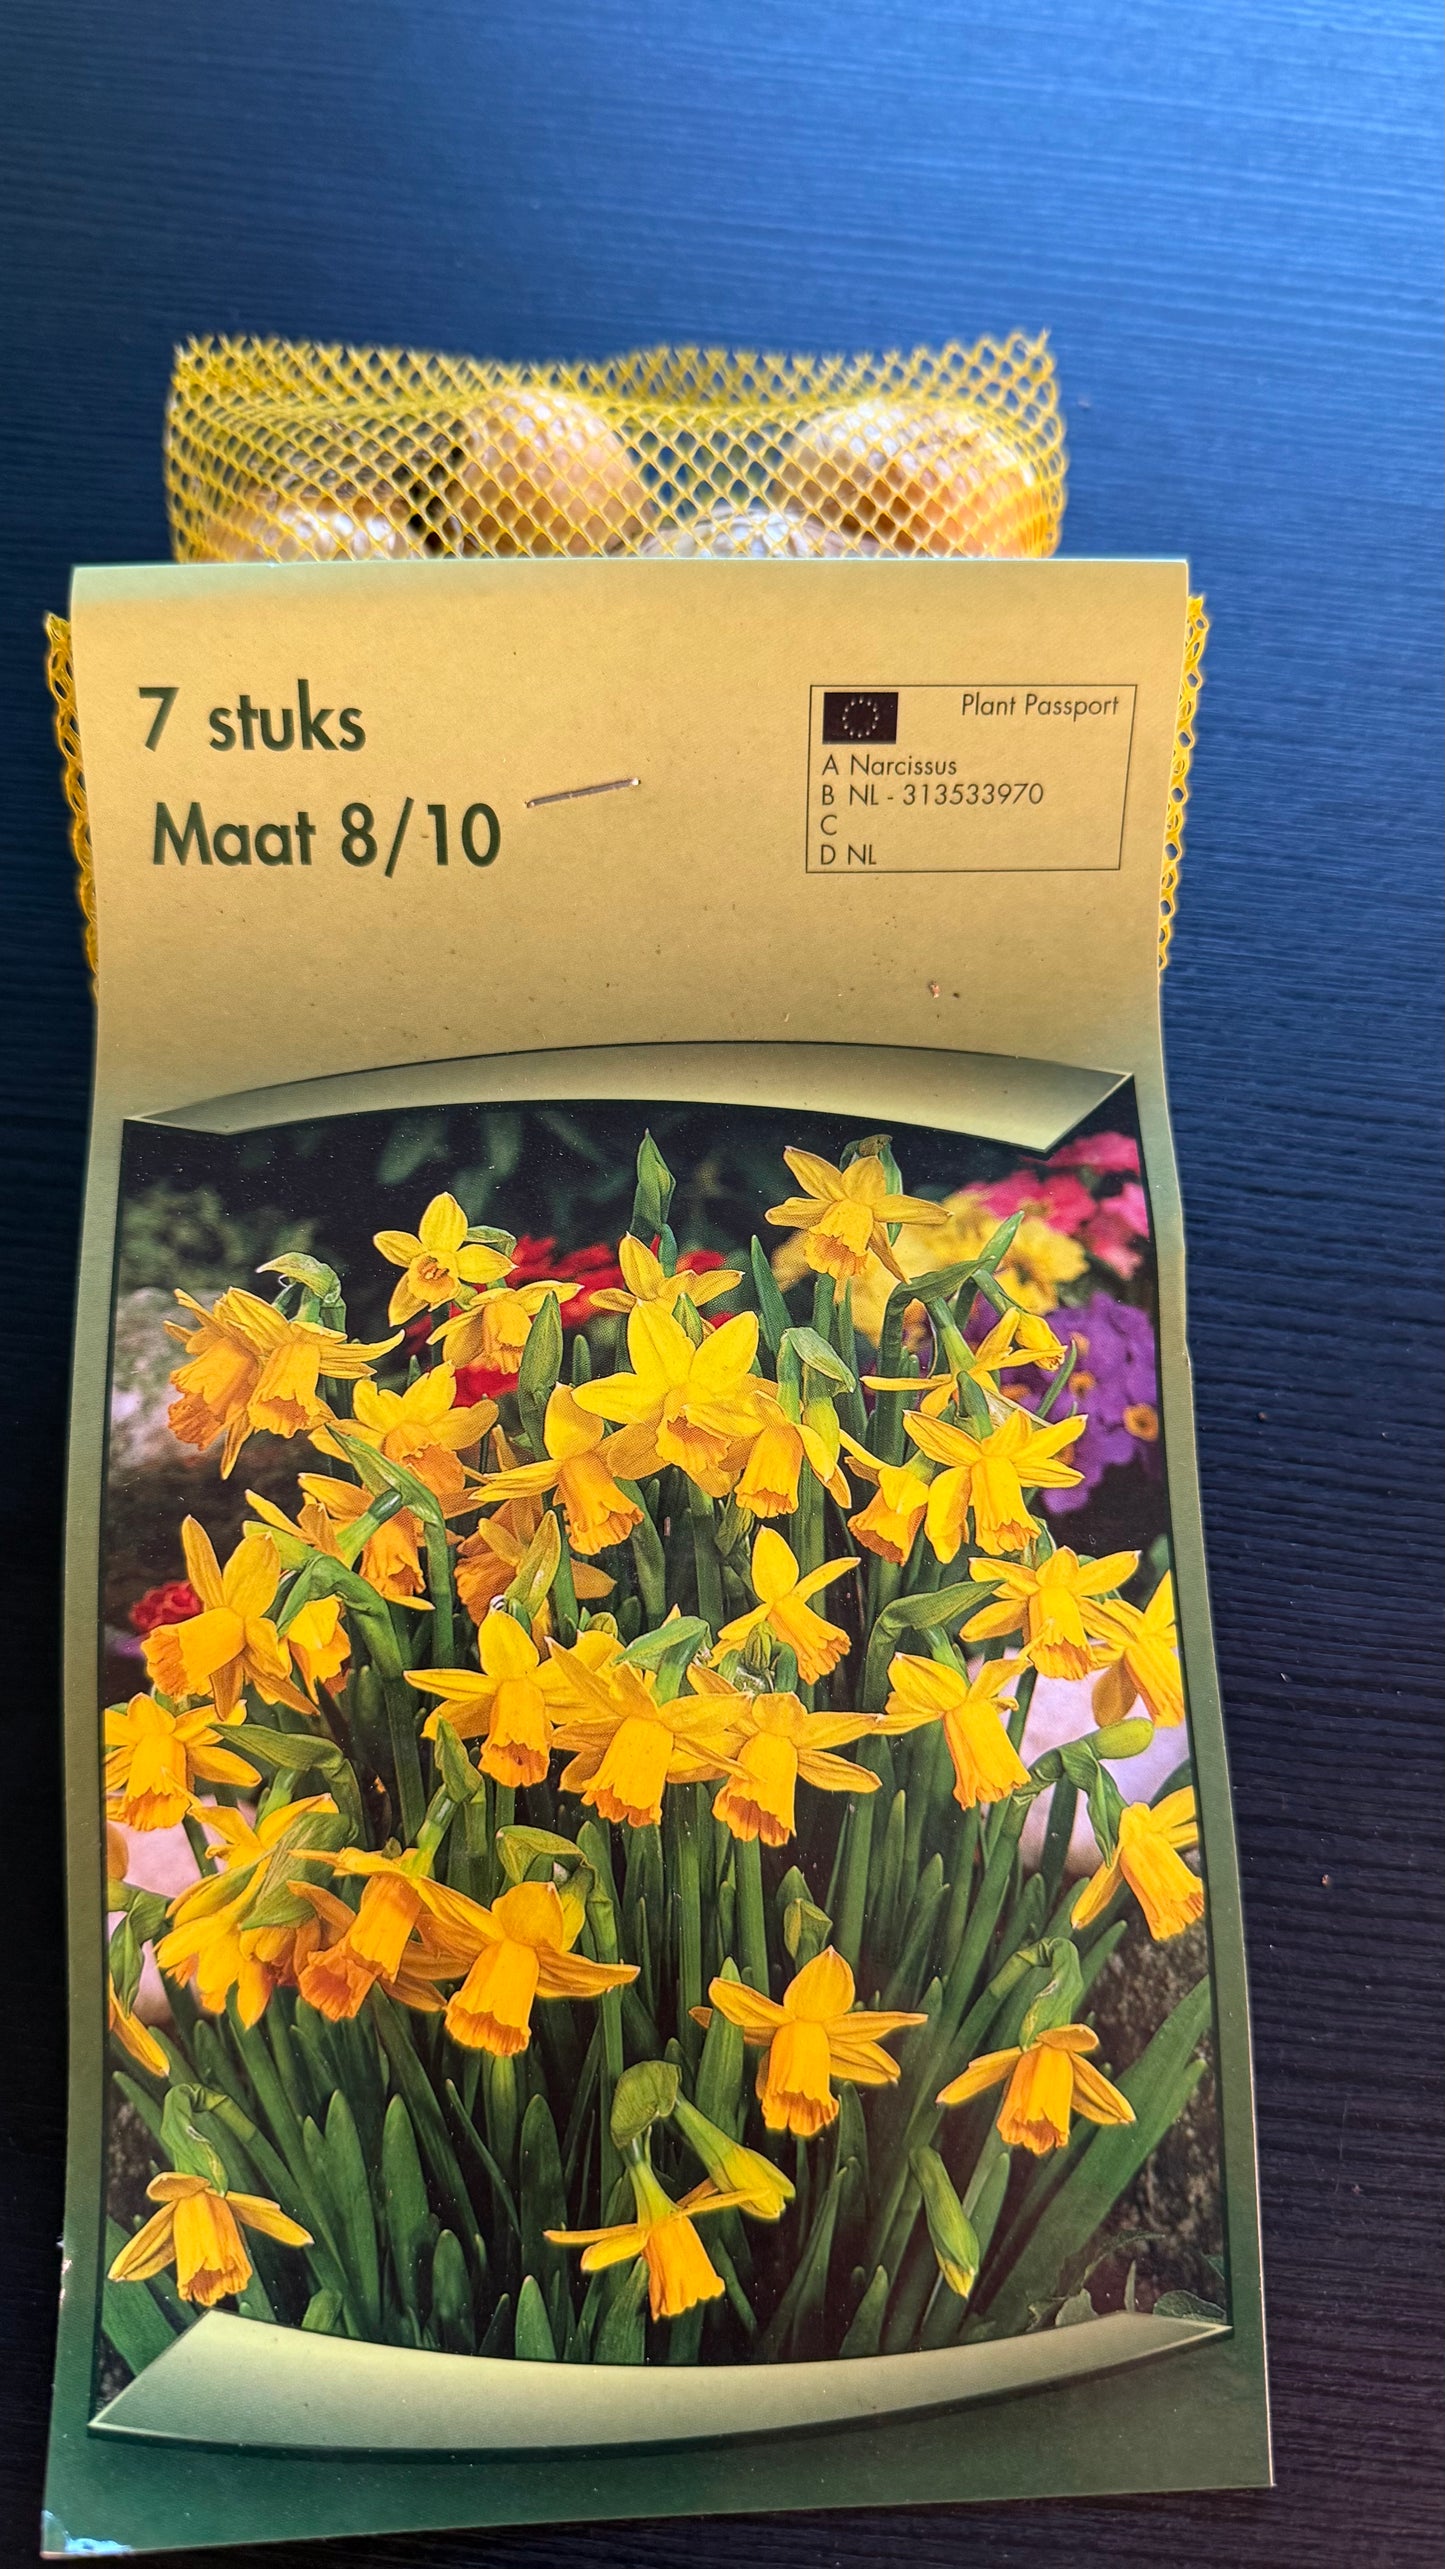 7 stuks
Maat 8/10
Plant Passport
A Narcissus
B NL - 313533970
C
D NL